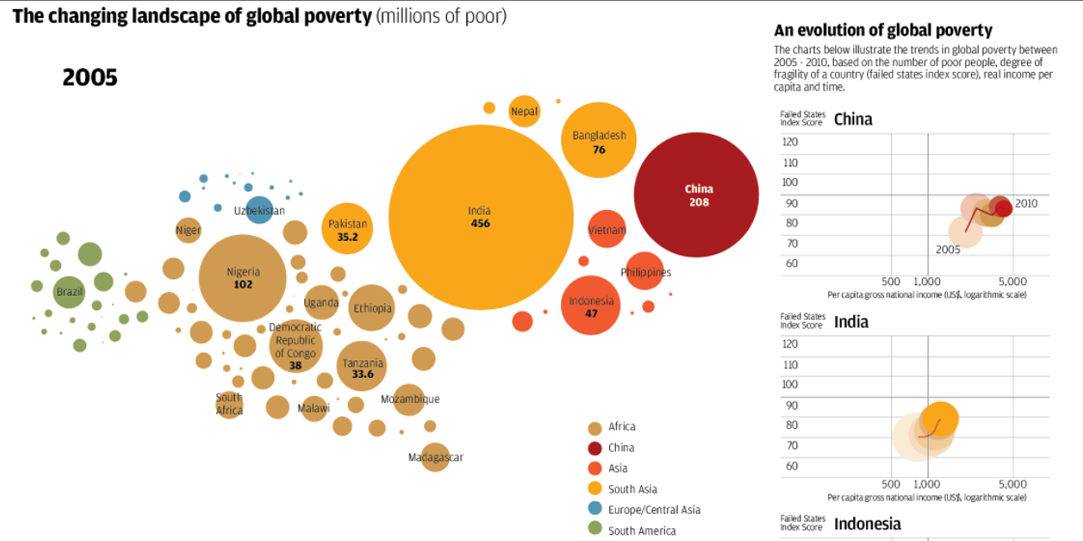 The changing landscape of global poverty (millions of poor)
2005
Nepal
Bangladesh
76
China
208
India
456
Uzbekistan
Pakistan
35.2
Niger
Vietnam
Nigeria
102
Philippines
Brazil
Uganda
Ethiopia
Indonesia
47
Democratic
Republic
of Congo
38
Tanzania
33.6
South
Africa
Malawi
Mozambique
Madagascar
Africa
China
Asia
South Asia
Europe/Central Asia
South America
An evolution of global poverty
The charts below illustrate the trends in global poverty between
2005 - 2010, based on the number of poor people, degree of
fragility of a country (failed states index score), real income per
capita and time.
Failed States
Index Score
China
120
110
100
90
80
70
60
2010
2005
500
1,000
5,000
Per capita gross national income (US$, logarithmic scale)
Failed States
Index Score
India
120
110
100
90
80
70
60
500
1,000
5,000
Per capita gross national income (US$, logarithmic scale)
Failed States
Index Score
Indonesia